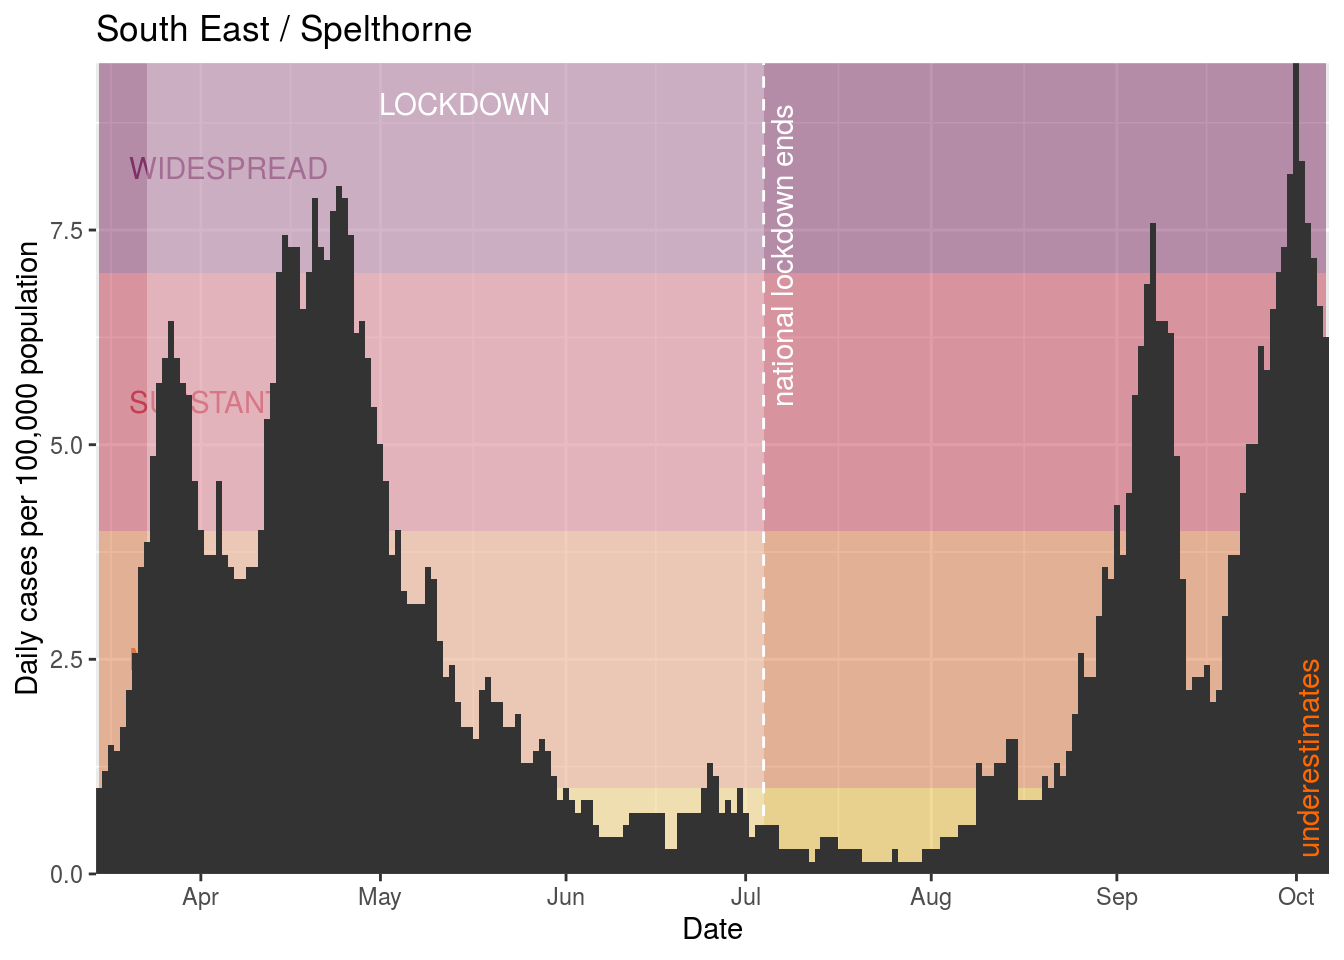 South East / Spelthorne
LOCKDOWN
WIDESPREAD
national lockdown ends
underestimates
Daily cases per 100,000 population
7.5
5.0
2.5
0.0
Apr
May
Jun
Jul
Aug
Sep
Oct
Date